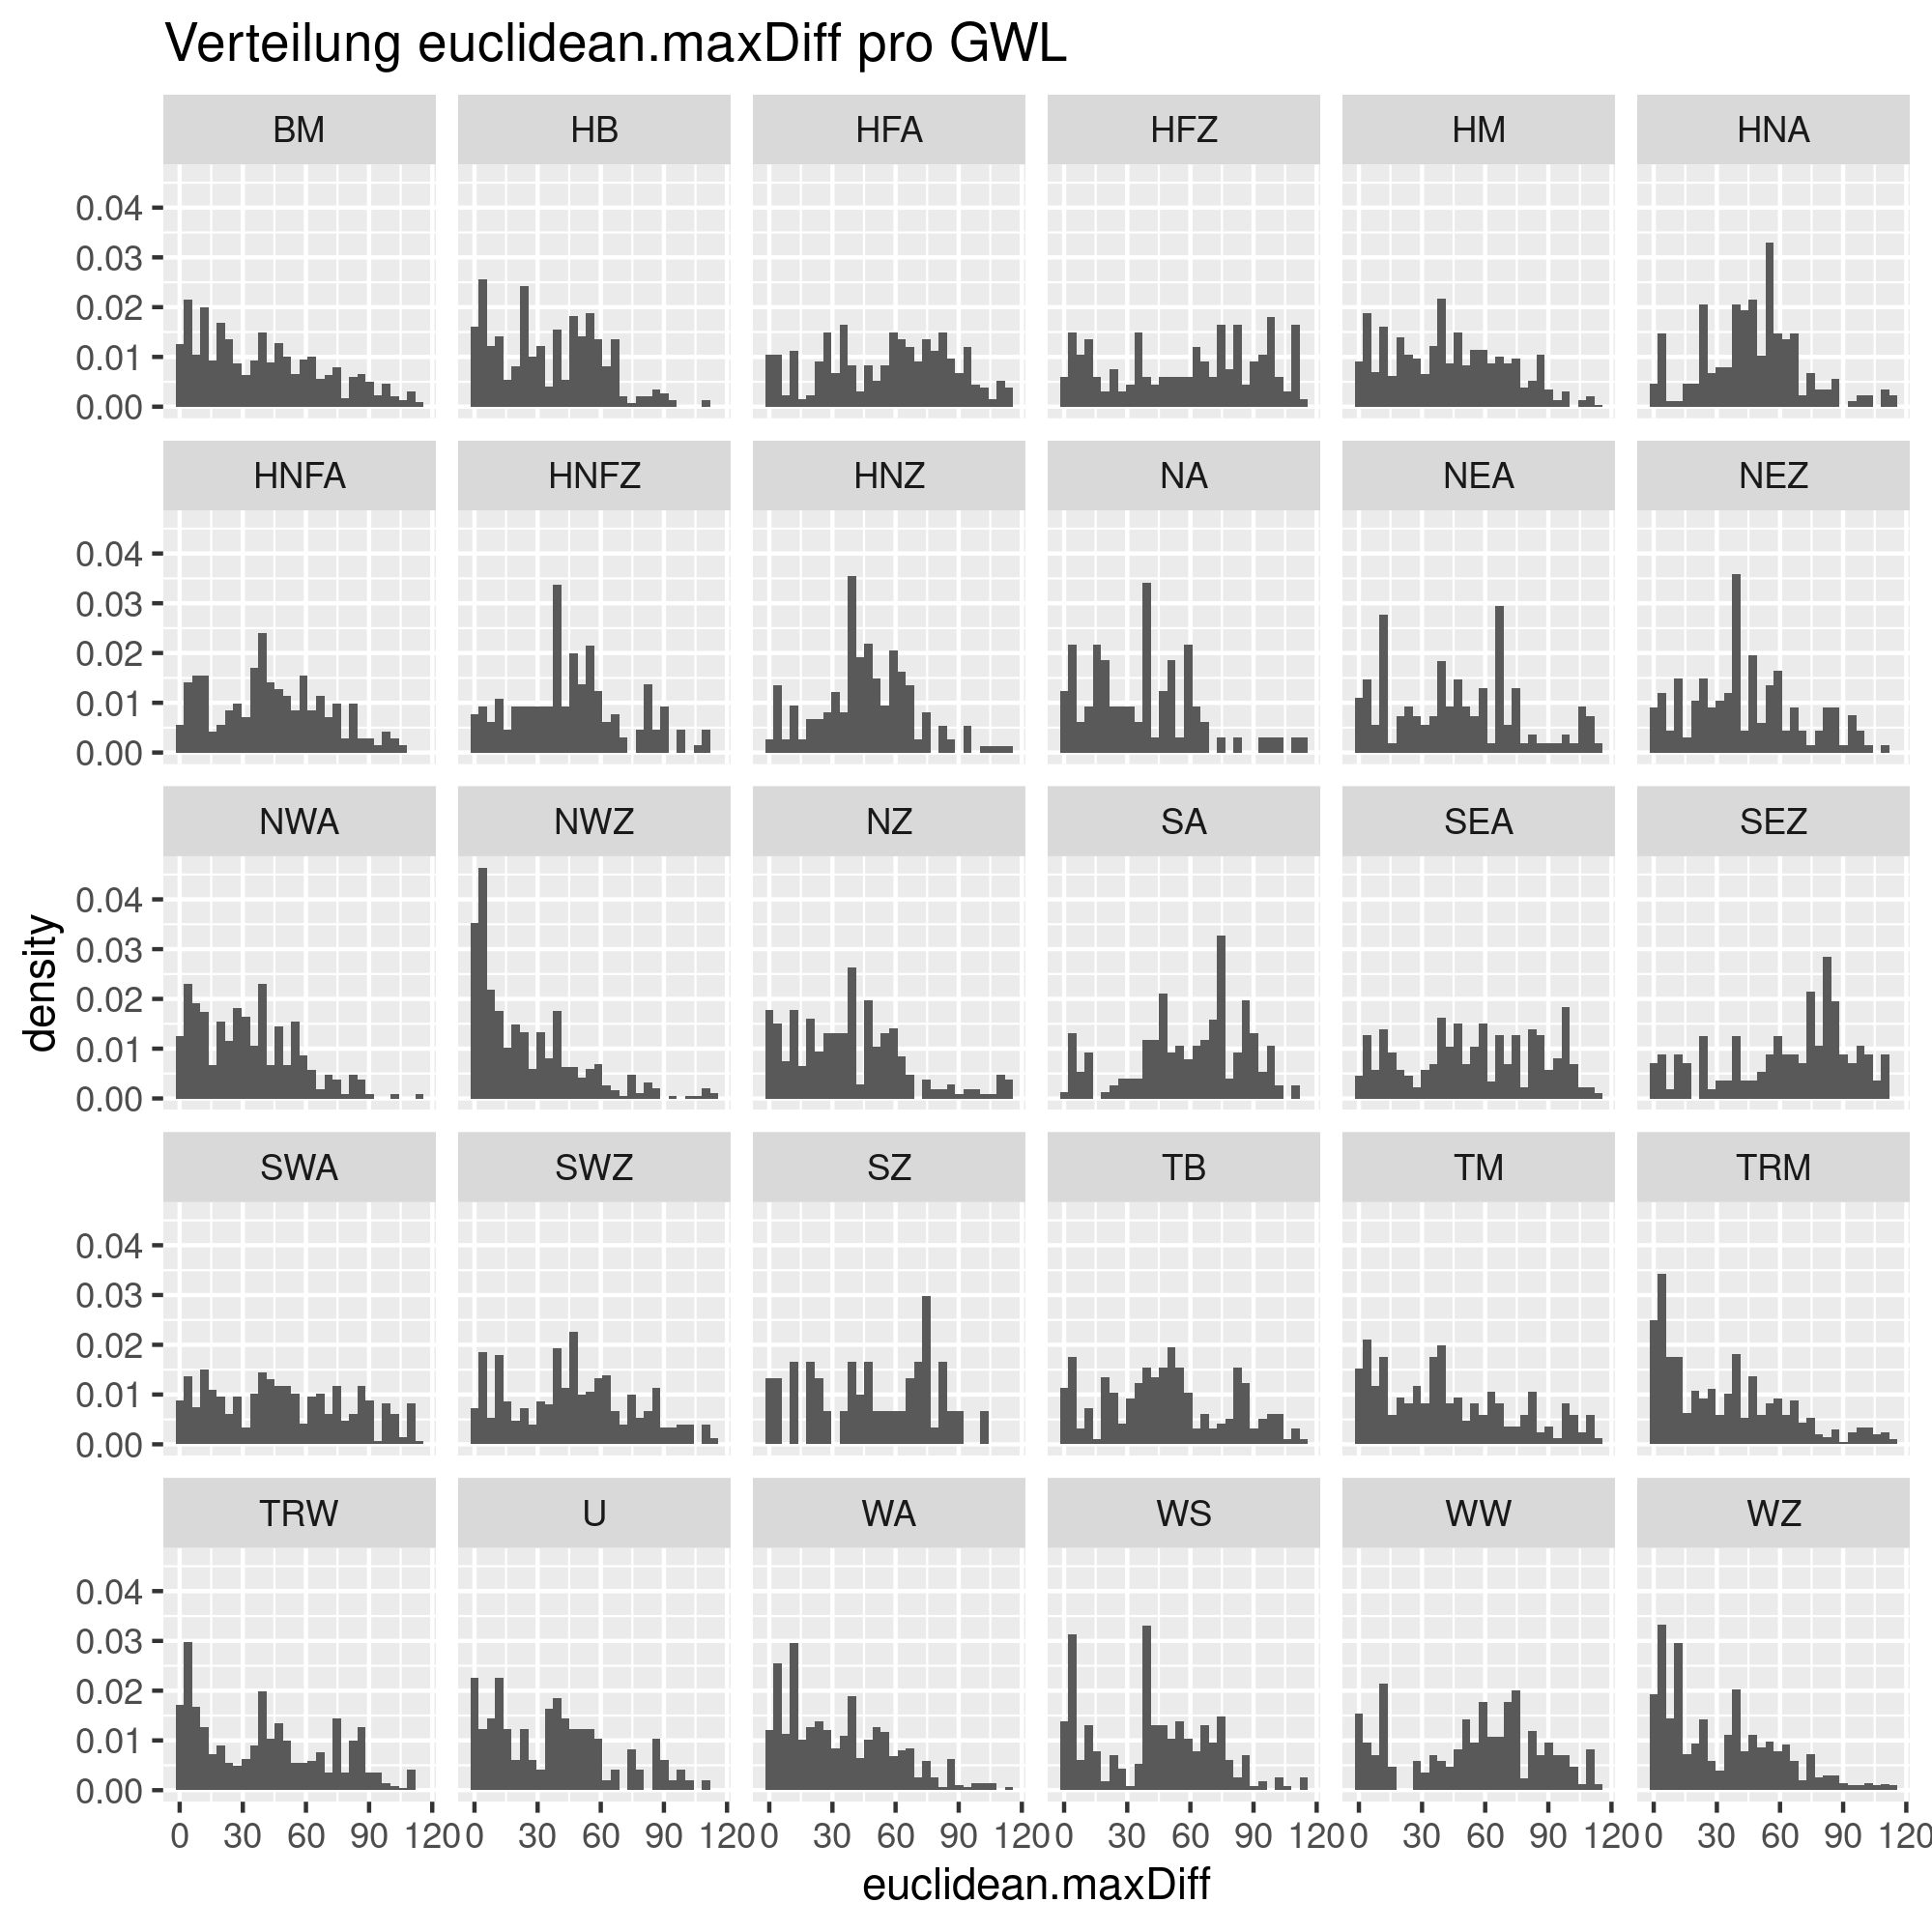 Verteilung euclidean.maxDiff pro GWL
BM HB HFA HFZ HM HNA
0.04
0.03
0.02
0.01
0.00
HNFA HNFZ HNZ NA NEA NEZ
0.04
0.03
0.02
0.01
0.00
NWA NWZ NZ SA SEA SEZ
0.04
0.03
0.02
0.01
0.00
density
SWA SWZ SZ TB TM TRM
0.04
0.03
0.02
0.01
0.00
TRW U WA WS WW WZ
0.04
0.03
0.02
0.01
0.00
0 30 60 90 120 0 30 60 90 120 0 30 60 90 120 0 30 60 90 120 0 30 60 90 120 0 30 60 90 120
euclidean.maxDiff